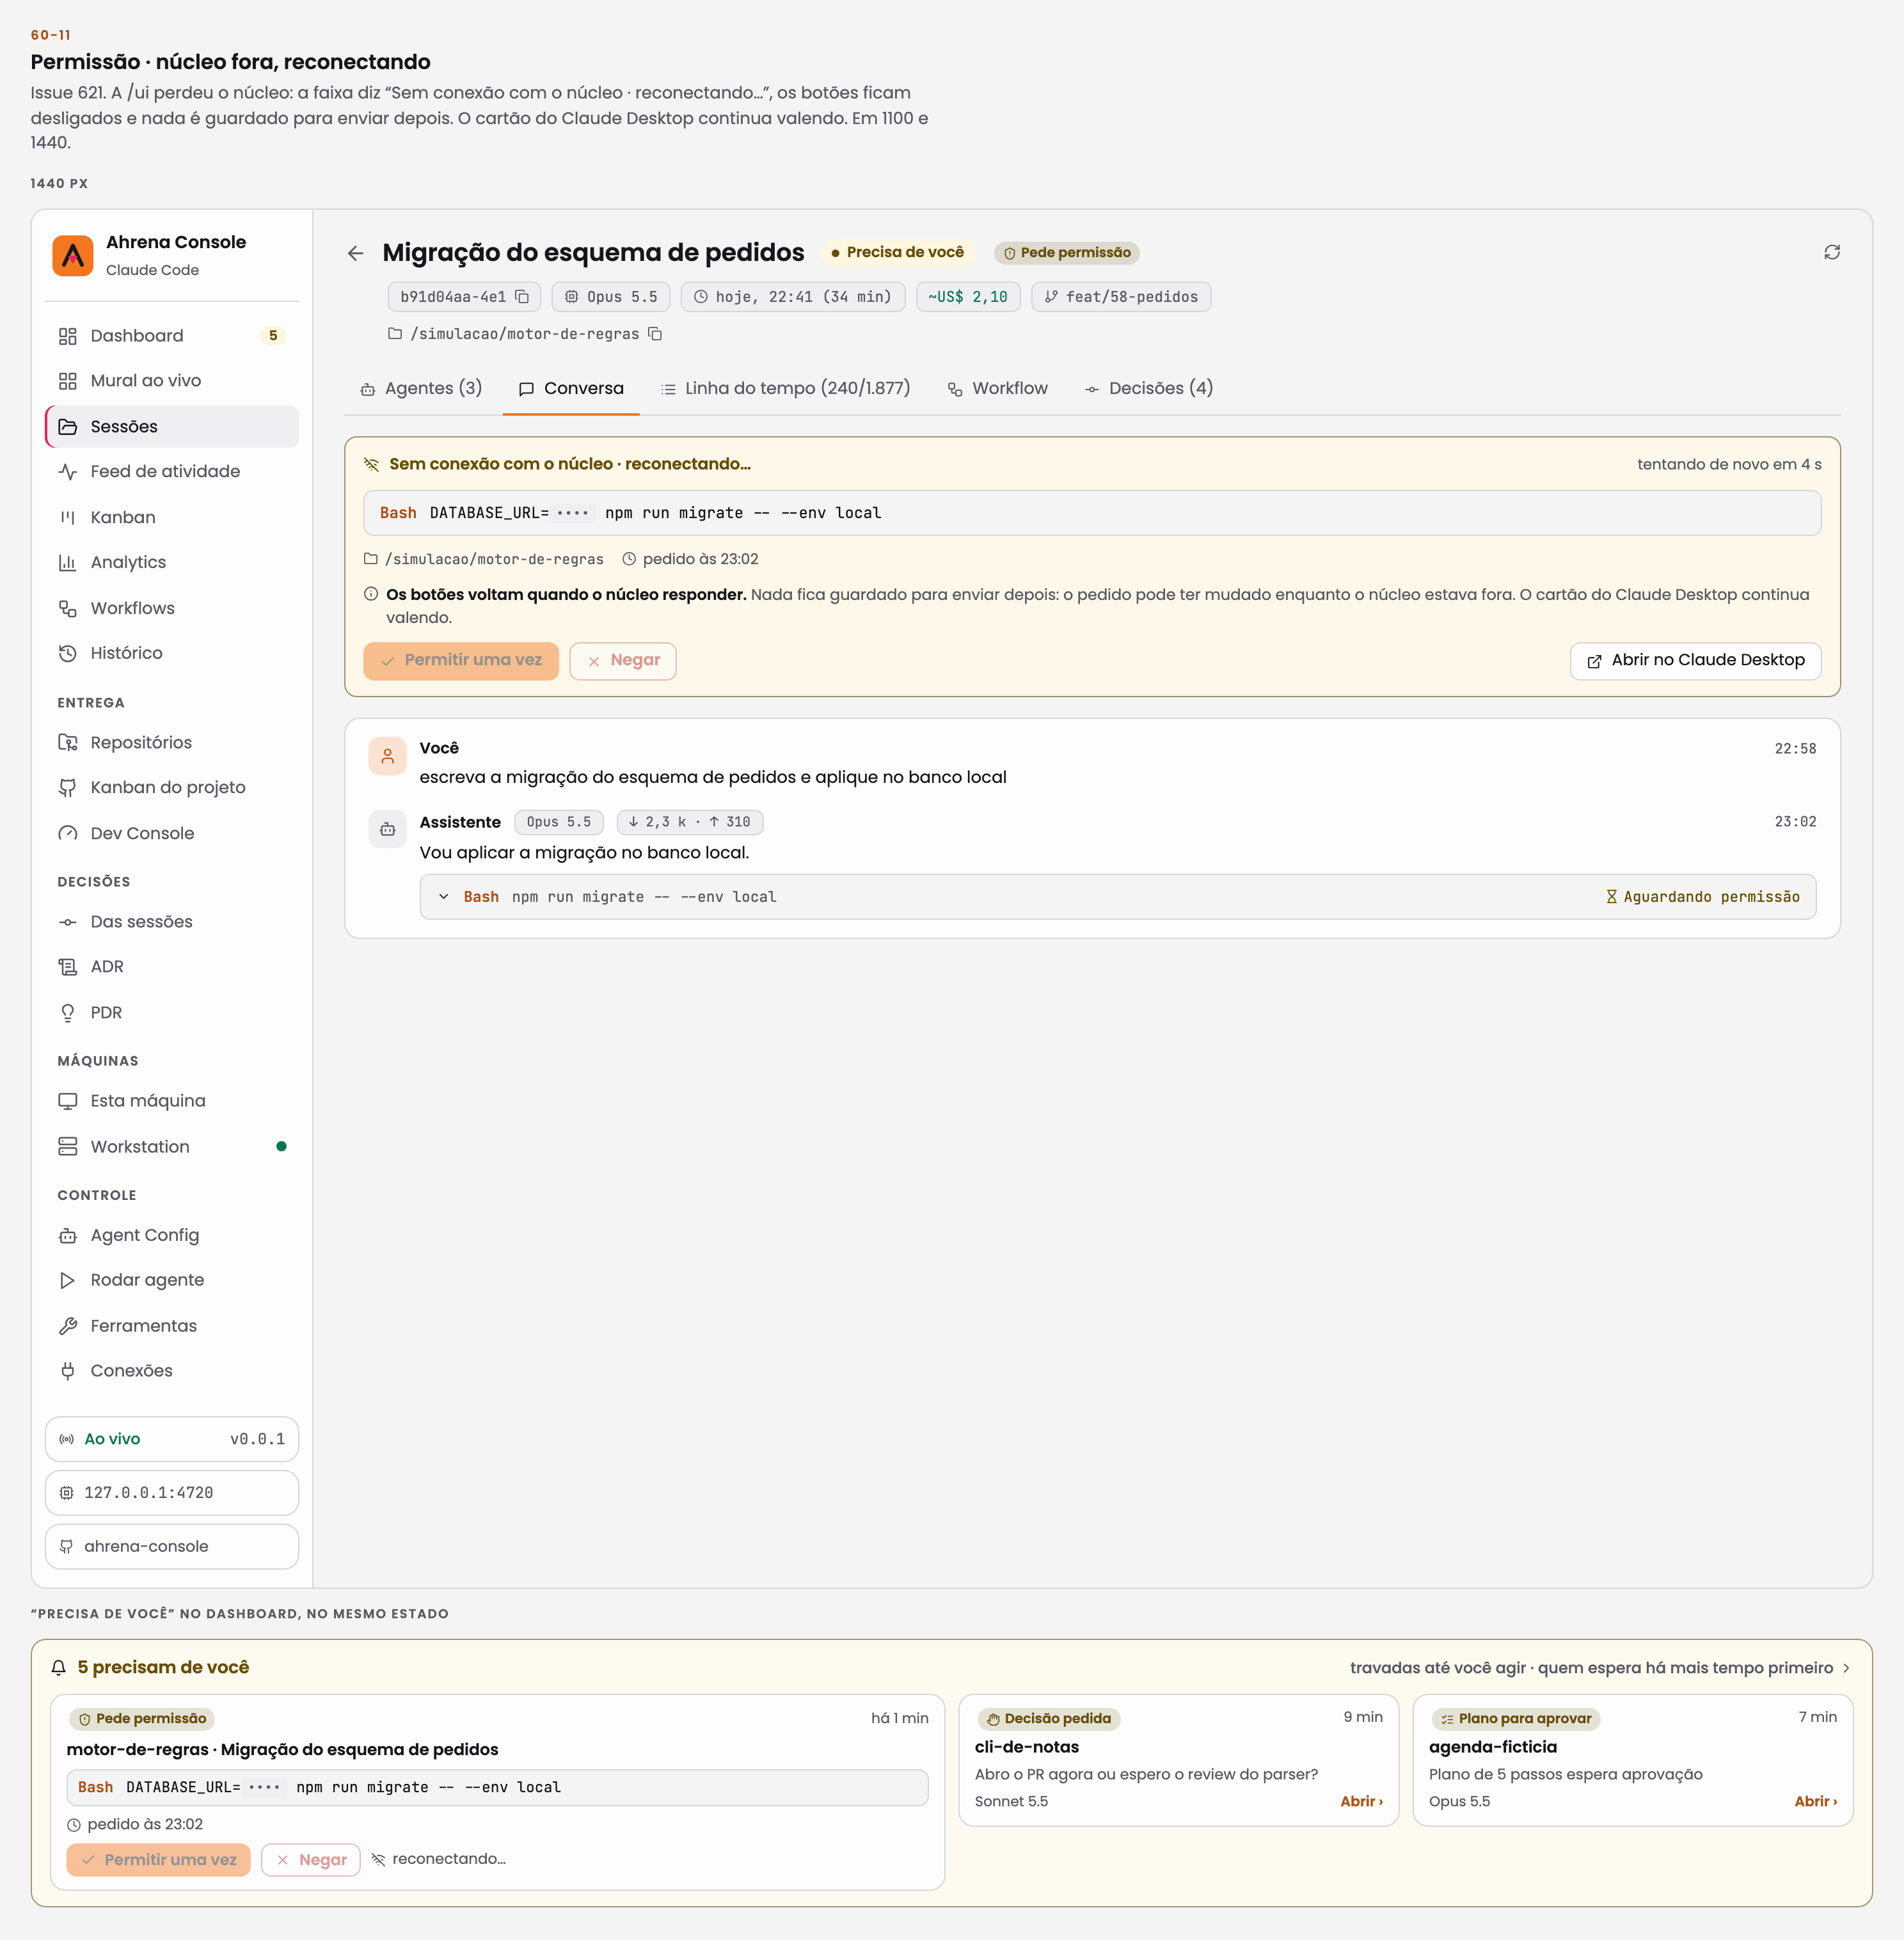 60-11
Permissão · núcleo fora, reconectando
Issue 621. A /ui perdeu o núcleo: a faixa diz “Sem conexão com o núcleo · reconectando…”, os botões ficam
desligados e nada é guardado para enviar depois. O cartão do Claude Desktop continua valendo. Em 1100 e
1440.
1440 PX
Ahrena Console
Claude Code
Dashboard 5
Mural ao vivo
Sessões
Feed de atividade
Kanban
Analytics
Workflows
Histórico
ENTREGA
Repositórios
Kanban do projeto
Dev Console
DECISÕES
Das sessões
ADR
PDR
MÁQUINAS
Esta máquina
Workstation
CONTROLE
Agent Config
Rodar agente
Ferramentas
Conexões
Ao vivo v0.0.1
127.0.0.1:4720
ahrena-console
Migração do esquema de pedidos Precisa de você Pede permissão
b91d04aa-4e1 Opus 5.5 hoje, 22:41 (34 min) ~US$ 2,10 feat/58-pedidos
/simulacao/motor-de-regras
Agentes (3) Conversa Linha do tempo (240/1.877) Workflow Decisões (4)
Sem conexão com o núcleo · reconectando… tentando de novo em 4 s
Bash DATABASE_URL= •••• npm run migrate -- --env local
/simulacao/motor-de-regras pedido às 23:02
Os botões voltam quando o núcleo responder. Nada fica guardado para enviar depois: o pedido pode ter mudado enquanto o núcleo estava fora. O cartão do Claude Desktop continua
valendo.
Permitir uma vez Negar Abrir no Claude Desktop
Você 22:58
escreva a migração do esquema de pedidos e aplique no banco local
Assistente Opus 5.5 ↓ 2,3 k · ↑ 310 23:02
Vou aplicar a migração no banco local.
Bash npm run migrate -- --env local Aguardando permissão
“PRECISA DE VOCÊ” NO DASHBOARD, NO MESMO ESTADO
5 precisam de você travadas até você agir · quem espera há mais tempo primeiro ›
Pede permissão há 1 min
motor-de-regras · Migração do esquema de pedidos
Bash DATABASE_URL= •••• npm run migrate -- --env local
pedido às 23:02
Permitir uma vez Negar reconectando…
Decisão pedida 9 min
cli-de-notas
Abro o PR agora ou espero o review do parser?
Sonnet 5.5 Abrir ›
Plano para aprovar 7 min
agenda-ficticia
Plano de 5 passos espera aprovação
Opus 5.5 Abrir ›